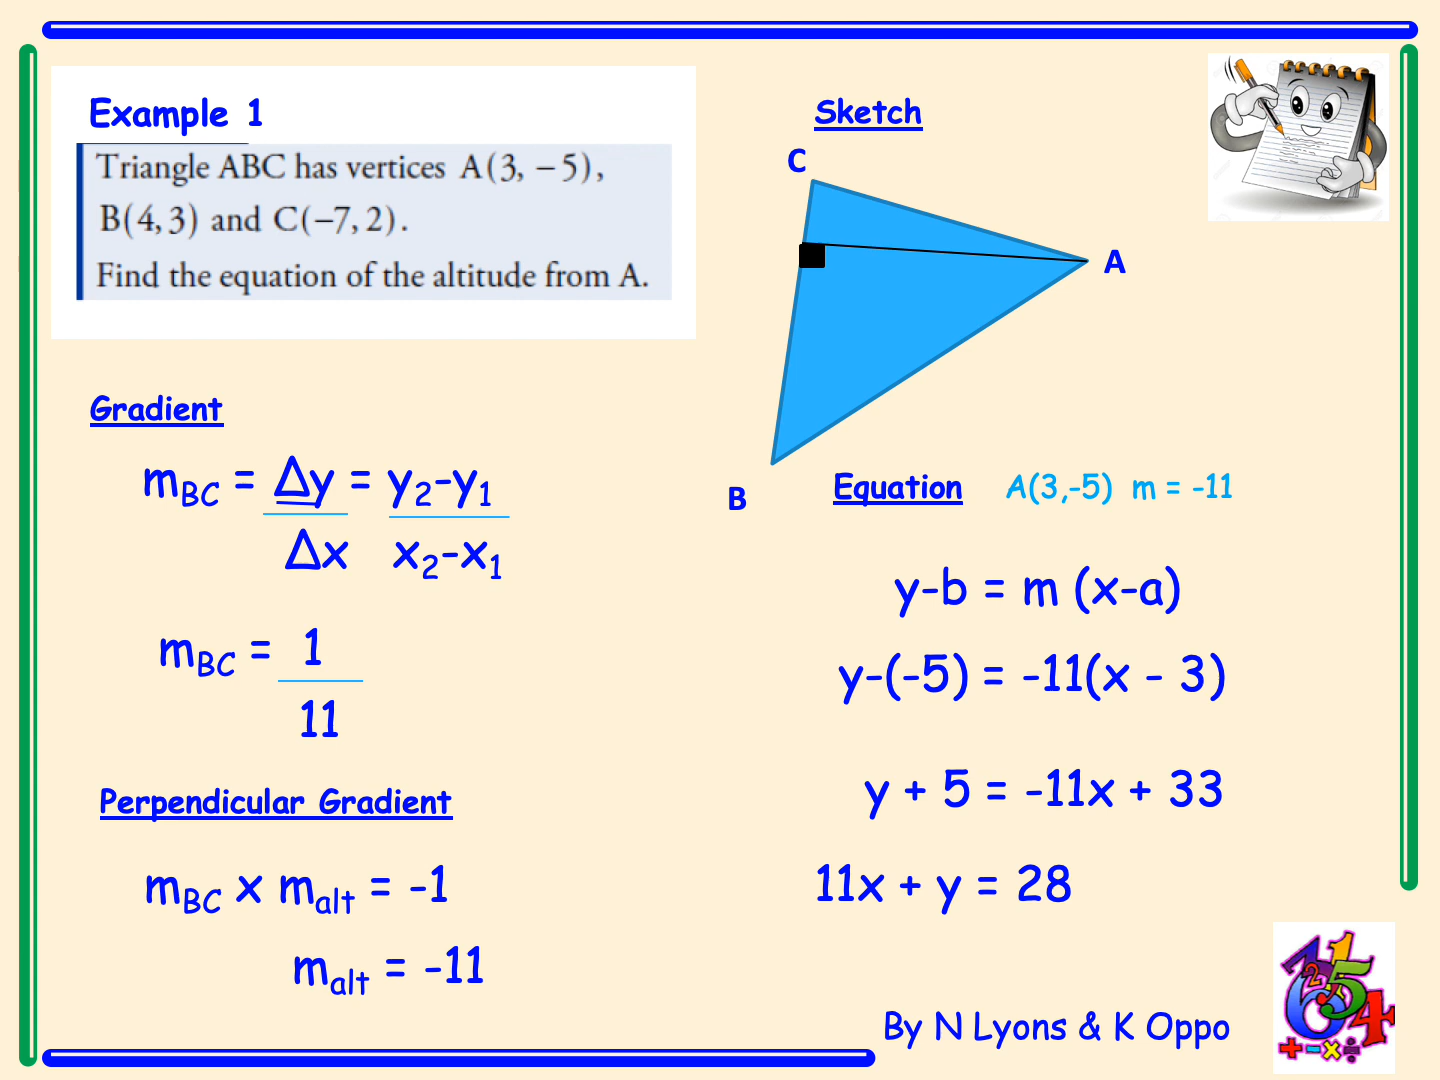 Example 1
Triangle ABC has vertices A(3, −5),
B(4, 3) and C(−7, 2).
Find the equation of the altitude from A.
Gradient
mBC = Δy = y2-y1
Δx x2-x1
mBC = 1
11
Perpendicular Gradient
mBC x malt = -1
malt = -11
Sketch
C
A
B
Equation A(3,-5) m = -11
y-b = m (x-a)
y-(-5) = -11(x - 3)
y + 5 = -11x + 33
11x + y = 28
By N Lyons & K Oppo